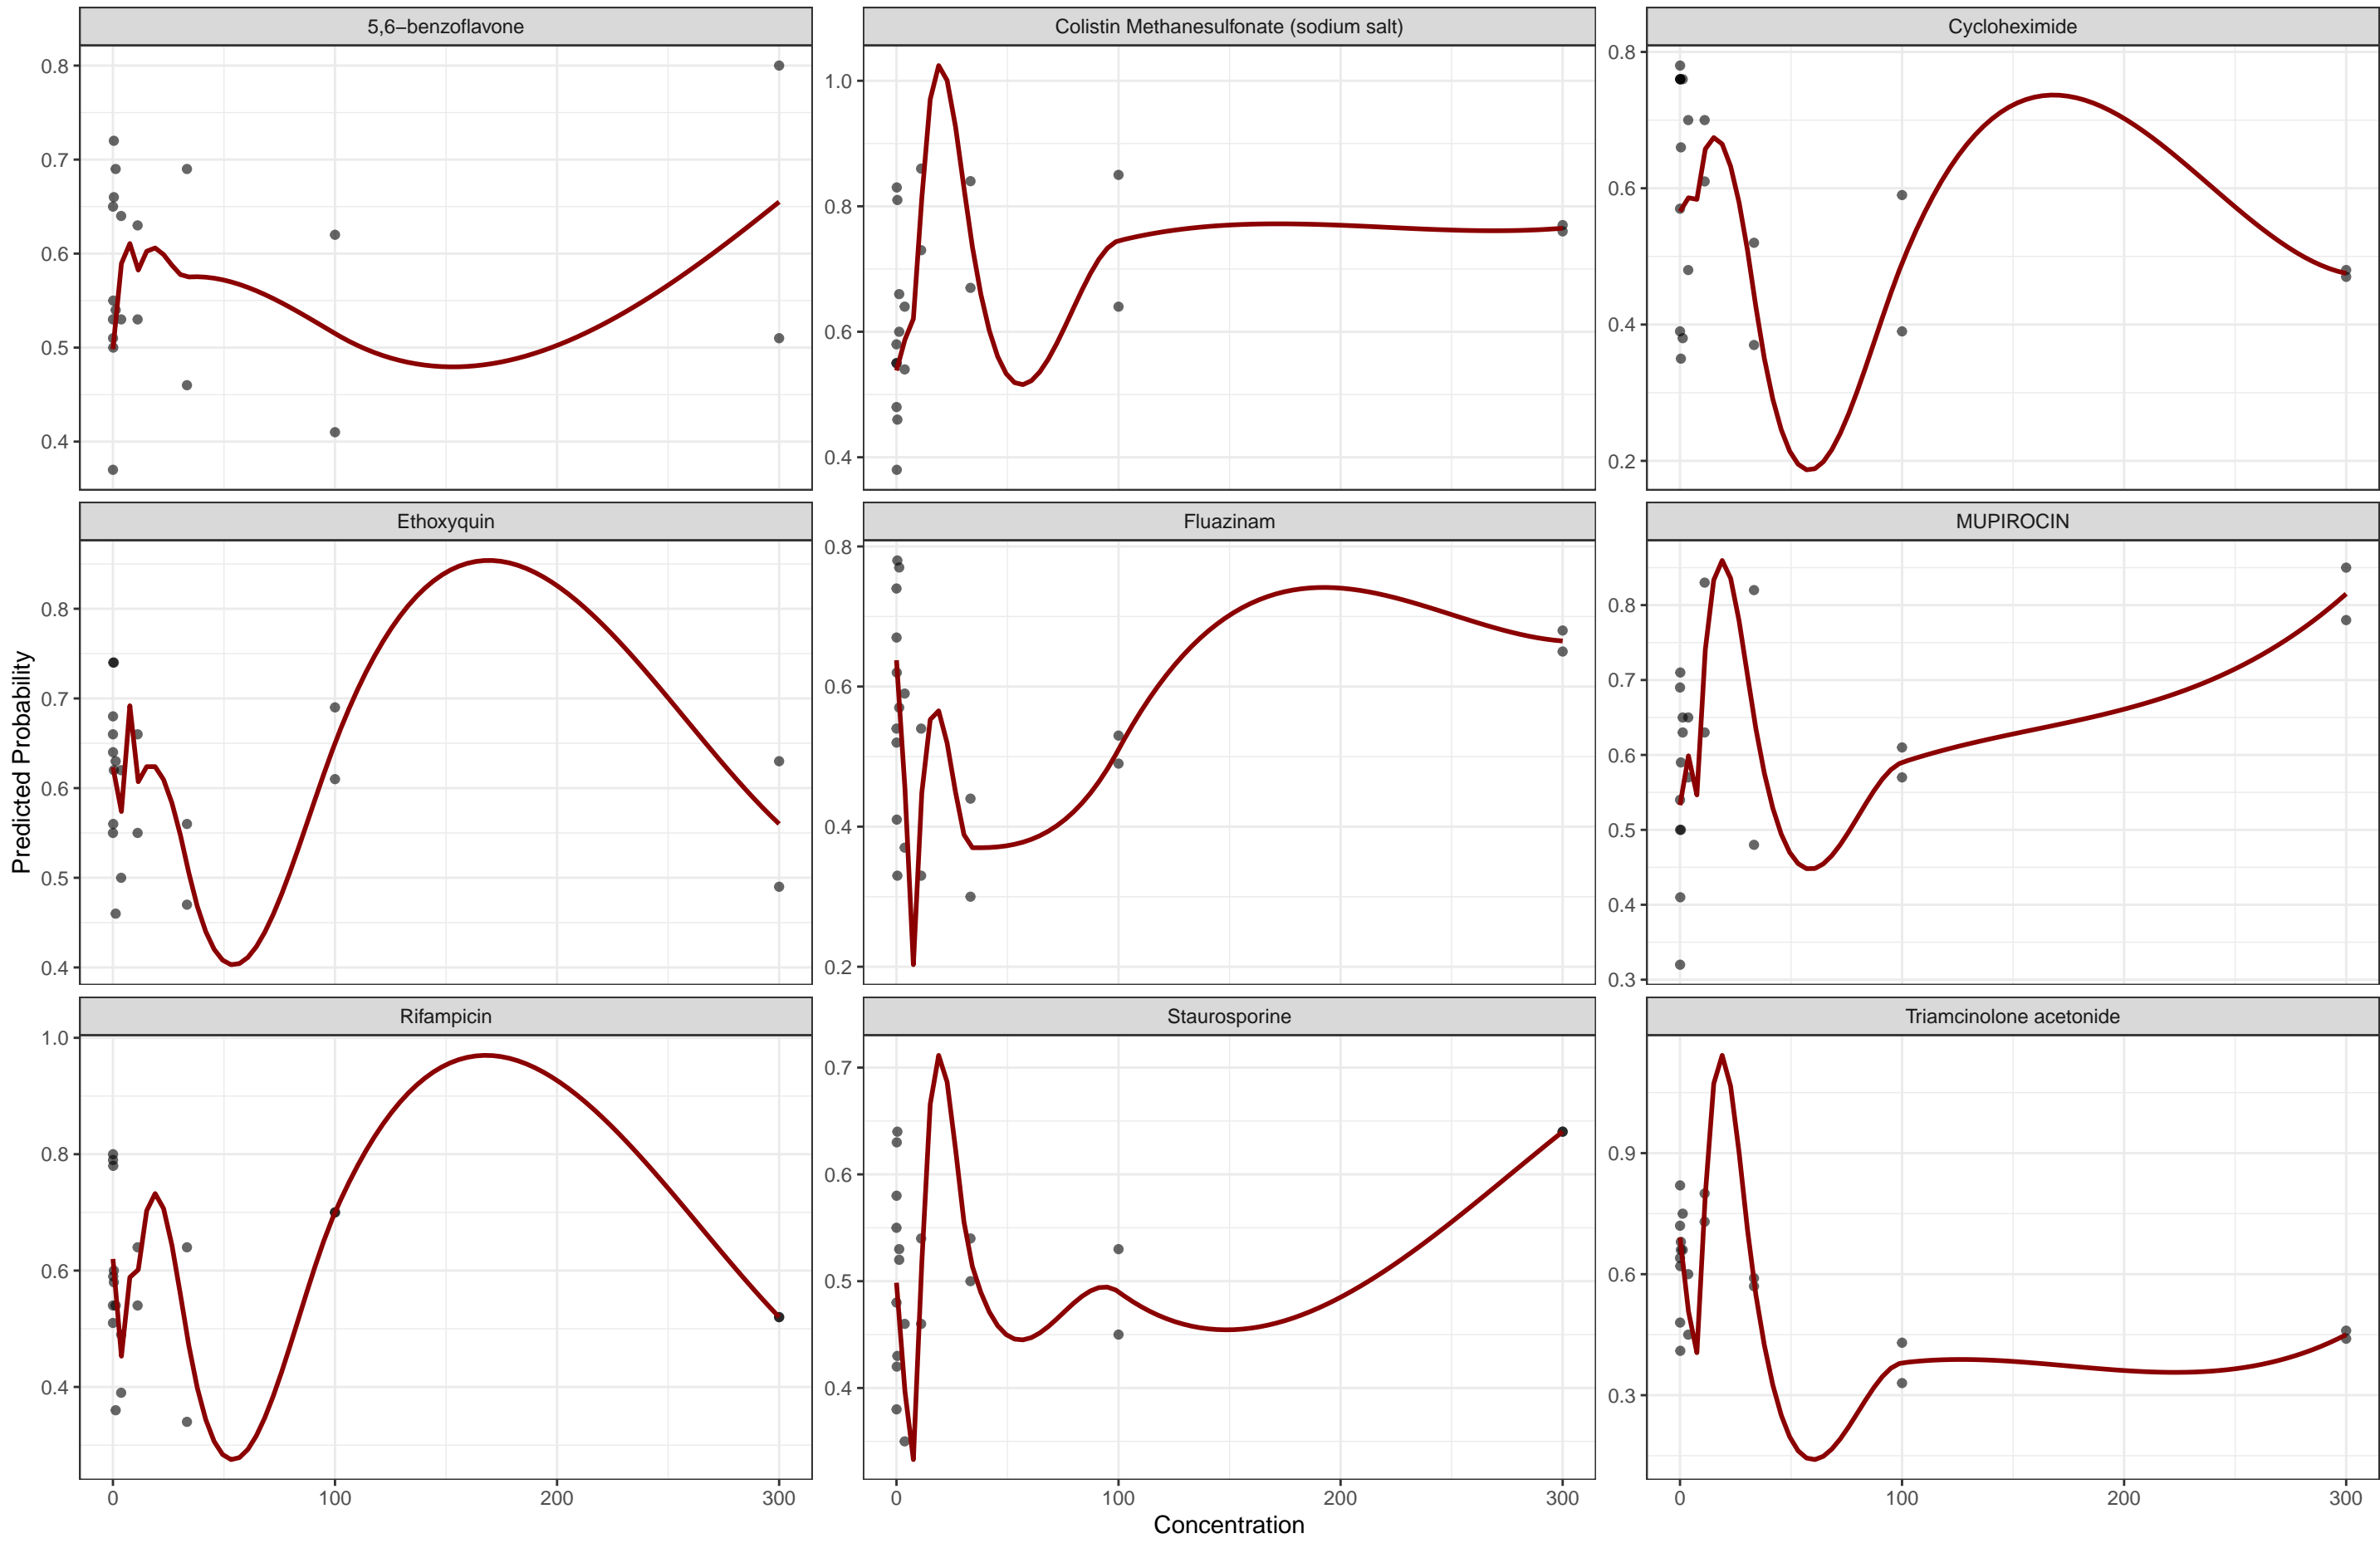 5,6−benzoflavone
Colistin Methanesulfonate (sodium salt)
Cycloheximide
0.8
0.7
0.6
0.5
0.4
1.0
0.8
0.6
0.4
0.8
0.6
0.4
0.2
Ethoxyquin
Fluazinam
MUPIROCIN
Predicted Probability
0.8
0.7
0.6
0.5
0.4
0.8
0.6
0.4
0.2
0.8
0.7
0.6
0.5
0.4
0.3
Rifampicin
Staurosporine
Triamcinolone acetonide
1.0
0.8
0.6
0.4
0.7
0.6
0.5
0.4
0.9
0.6
0.3
0 100 200 300
0 100 200 300
0 100 200 300
Concentration